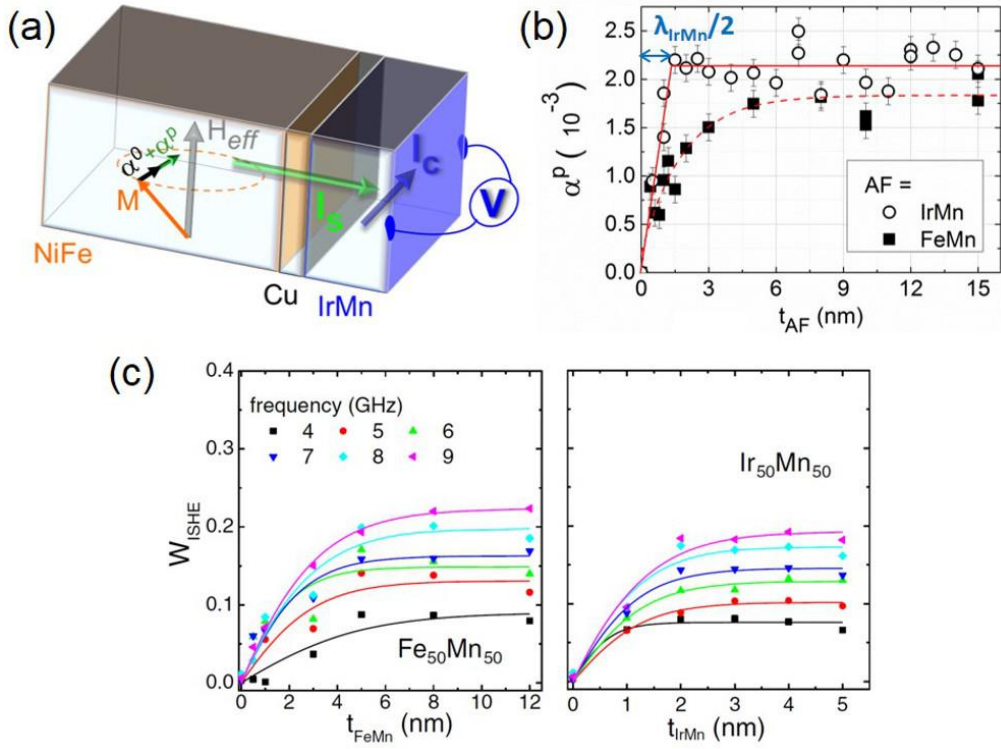 (a)
H_eff
α⁰+α^p
M
I_s
I_c
V
NiFe
Cu
IrMn
(b)
λ_IrMn/2
2.5
2.0
1.5
1.0
0.5
0.0
α^p ( 10⁻³)
AF =
IrMn
FeMn
0 3 6 9 12 15
t_AF (nm)
(c)
0.4
0.3
0.2
0.1
0.0
W_ISHE
frequency (GHz)
4 5 6
7 8 9
Fe₅₀Mn₅₀
0 2 4 6 8 10 12
t_FeMn (nm)
Ir₅₀Mn₅₀
0 1 2 3 4 5
t_IrMn (nm)